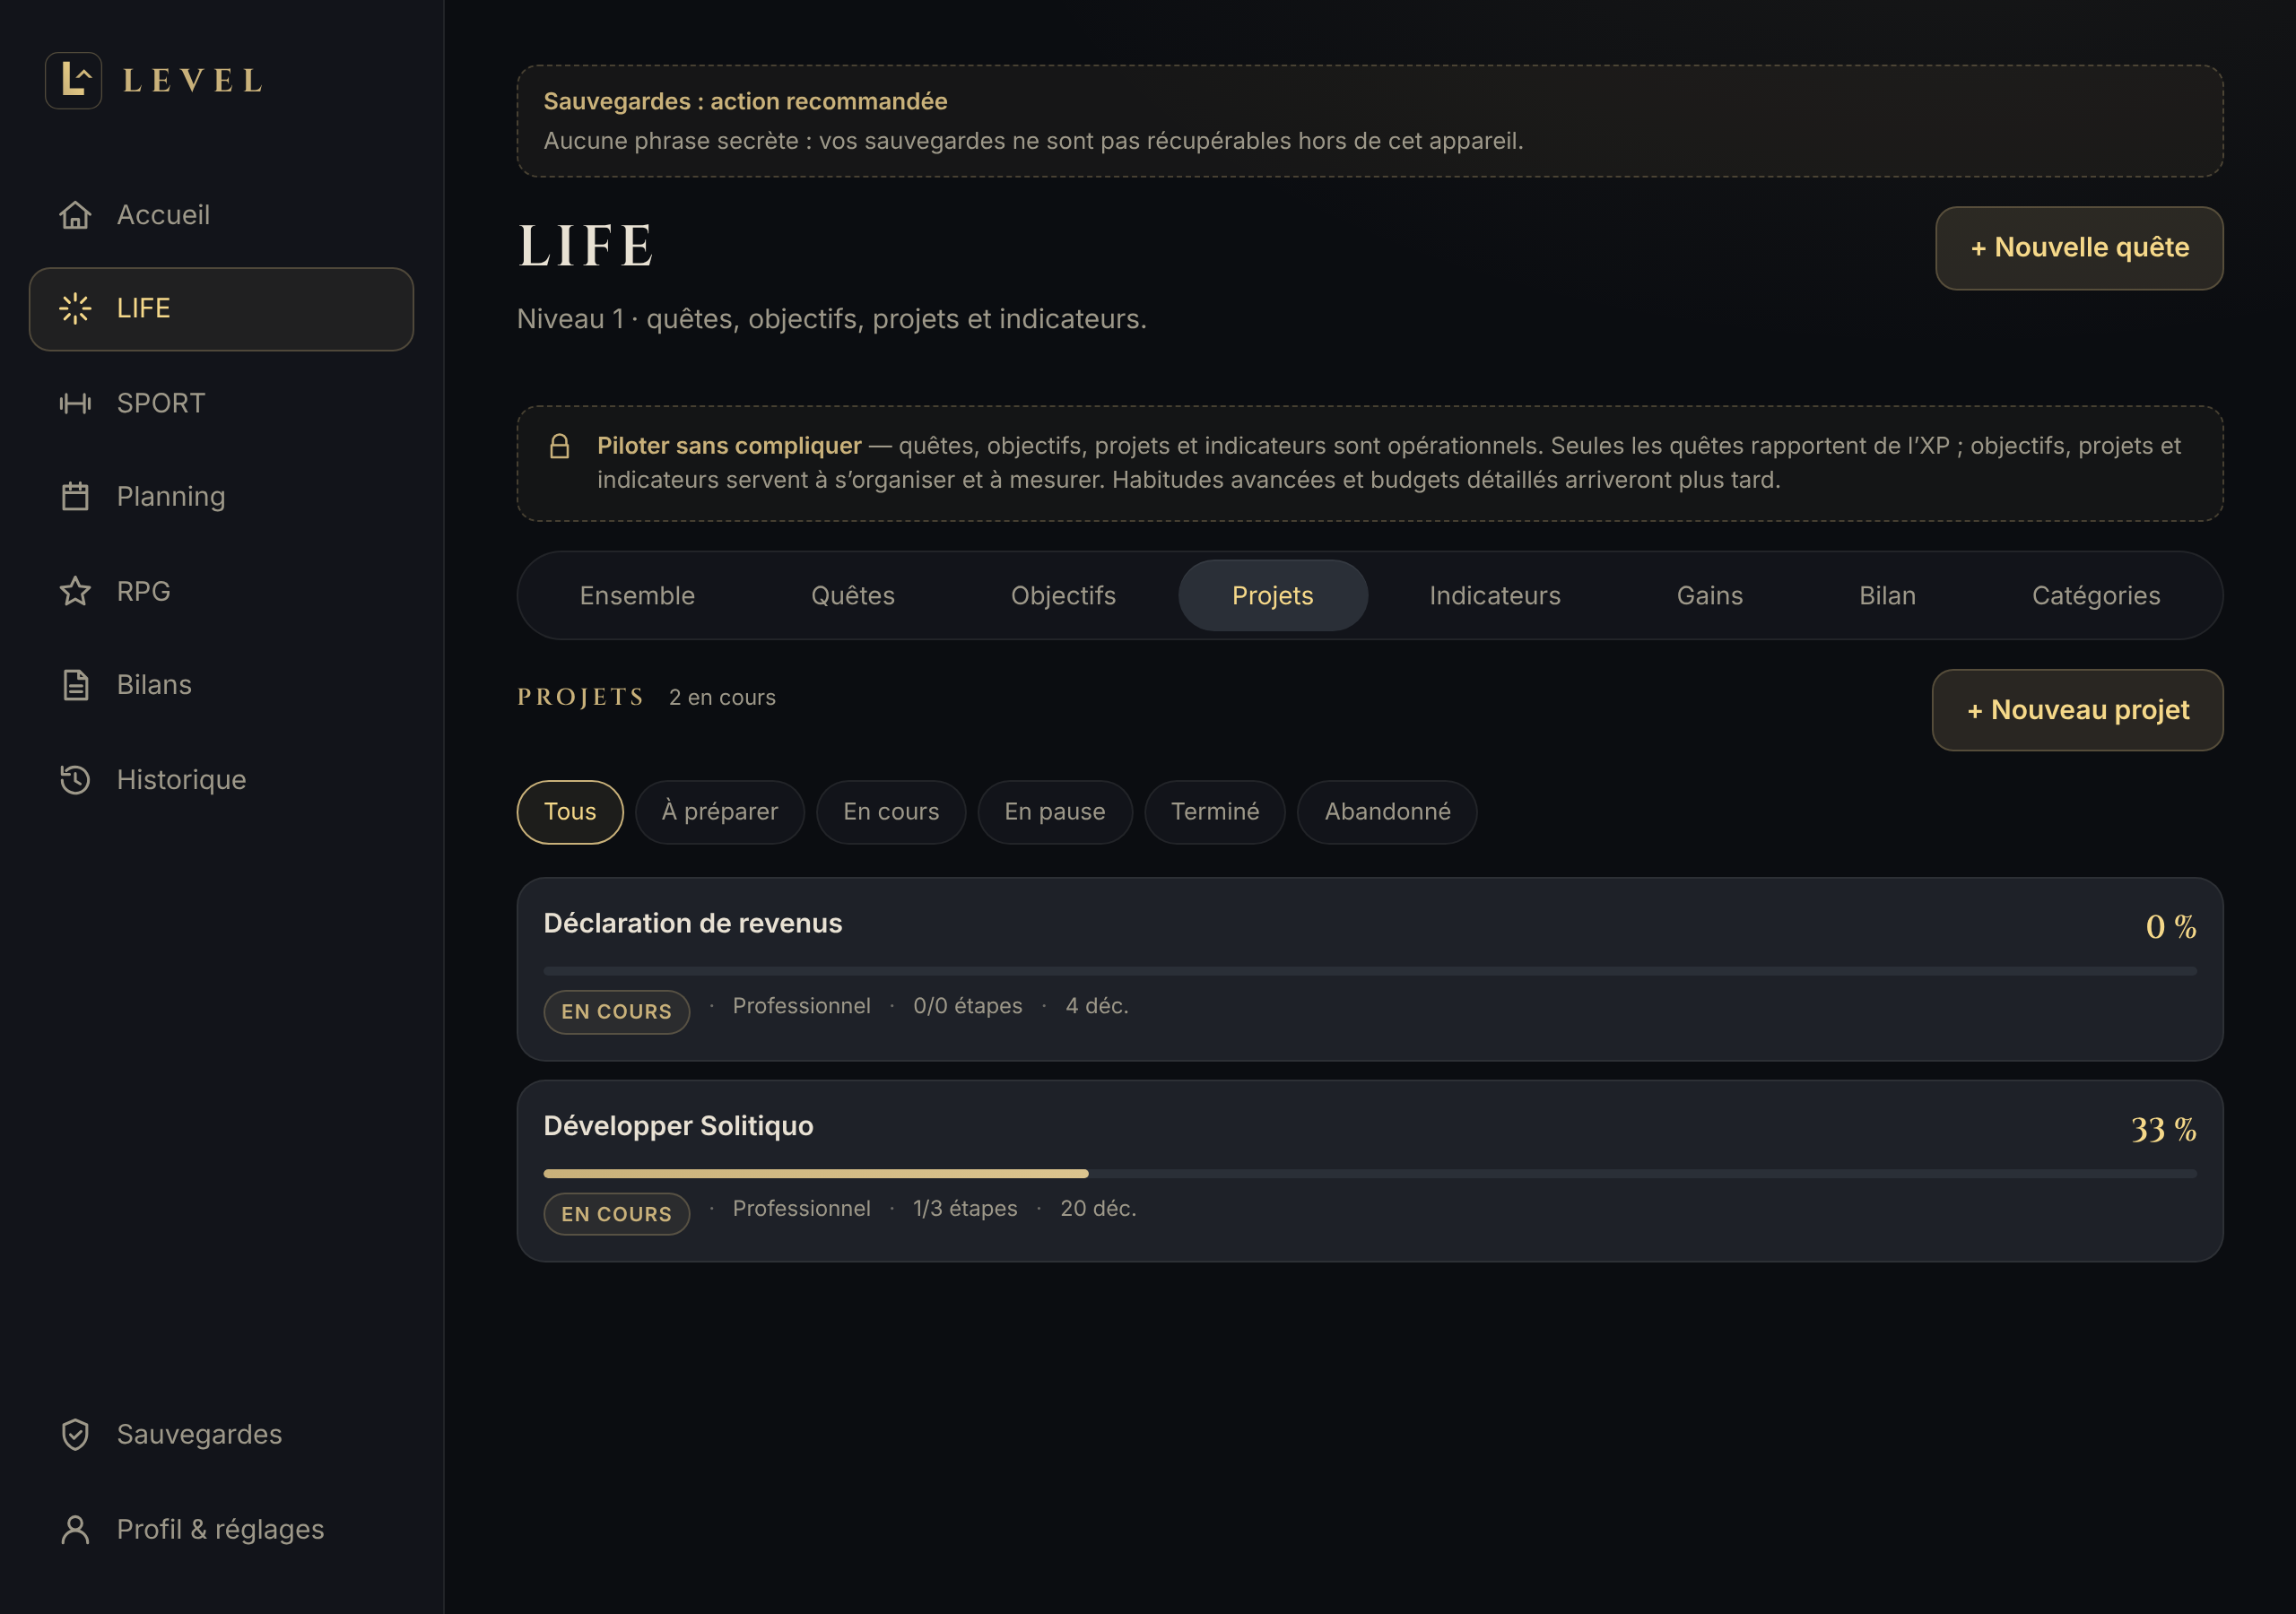 LEVEL
Accueil
LIFE
SPORT
Planning
RPG
Bilans
Historique
Sauvegardes
Profil & réglages
Sauvegardes : action recommandée
Aucune phrase secrète : vos sauvegardes ne sont pas récupérables hors de cet appareil.
LIFE
+ Nouvelle quête
Niveau 1 · quêtes, objectifs, projets et indicateurs.
Piloter sans compliquer — quêtes, objectifs, projets et indicateurs sont opérationnels. Seules les quêtes rapportent de l’XP ; objectifs, projets et
indicateurs servent à s’organiser et à mesurer. Habitudes avancées et budgets détaillés arriveront plus tard.
Ensemble Quêtes Objectifs Projets Indicateurs Gains Bilan Catégories
PROJETS 2 en cours
+ Nouveau projet
Tous À préparer En cours En pause Terminé Abandonné
Déclaration de revenus 0 %
EN COURS · Professionnel · 0/0 étapes · 4 déc.
Développer Solitiquo 33 %
EN COURS · Professionnel · 1/3 étapes · 20 déc.